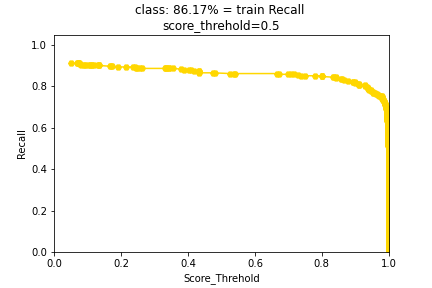 class: 86.17% = train Recall
score_threhold=0.5
1.0
0.8
0.6
0.4
0.2
0.0
Recall
0.0 0.2 0.4 0.6 0.8 1.0
Score_Threhold